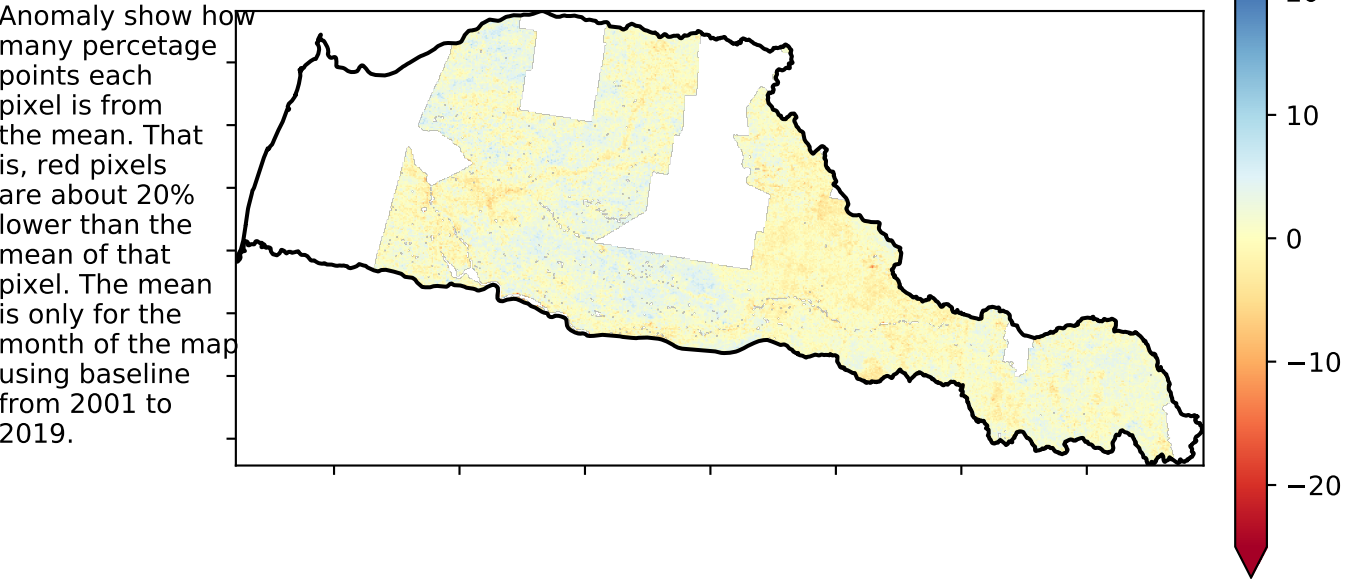 Anomaly show how
many percetage
points each
pixel is from
the mean. That
is, red pixels
are about 20%
lower than the
mean of that
pixel. The mean
is only for the
month of the map
using baseline
from 2001 to
2019.
10
0
−10
−20